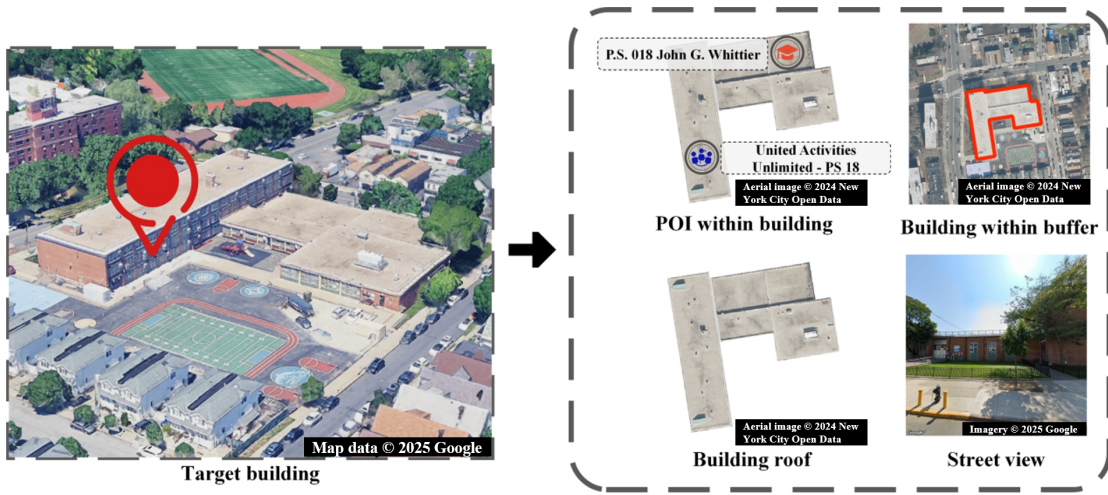 Map data © 2025 Google
Target building
P.S. 018 John G. Whittier
United Activities
Unlimited - PS 18
Aerial image © 2024 New
York City Open Data
POI within building
Aerial image © 2024 New
York City Open Data
Building within buffer
Aerial image © 2024 New
York City Open Data
Building roof
Imagery © 2025 Google
Street view